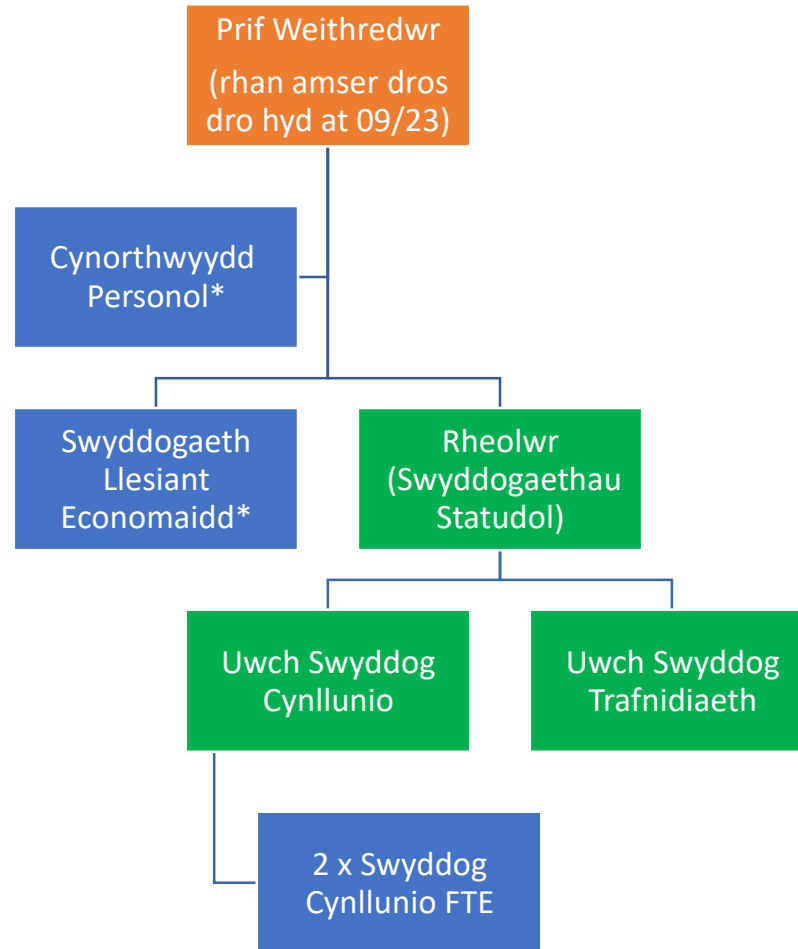 Prif Weithredwr
(rhan amser dros
dro hyd at 09/23)
Cynorthwyydd
Personol*
Swyddogaeth
Llesiant
Economaidd*
Rheolwr
(Swyddogaethau
Statudol)
Uwch Swyddog
Cynllunio
Uwch Swyddog
Trafnidiaeth
2 x Swyddog
Cynllunio FTE